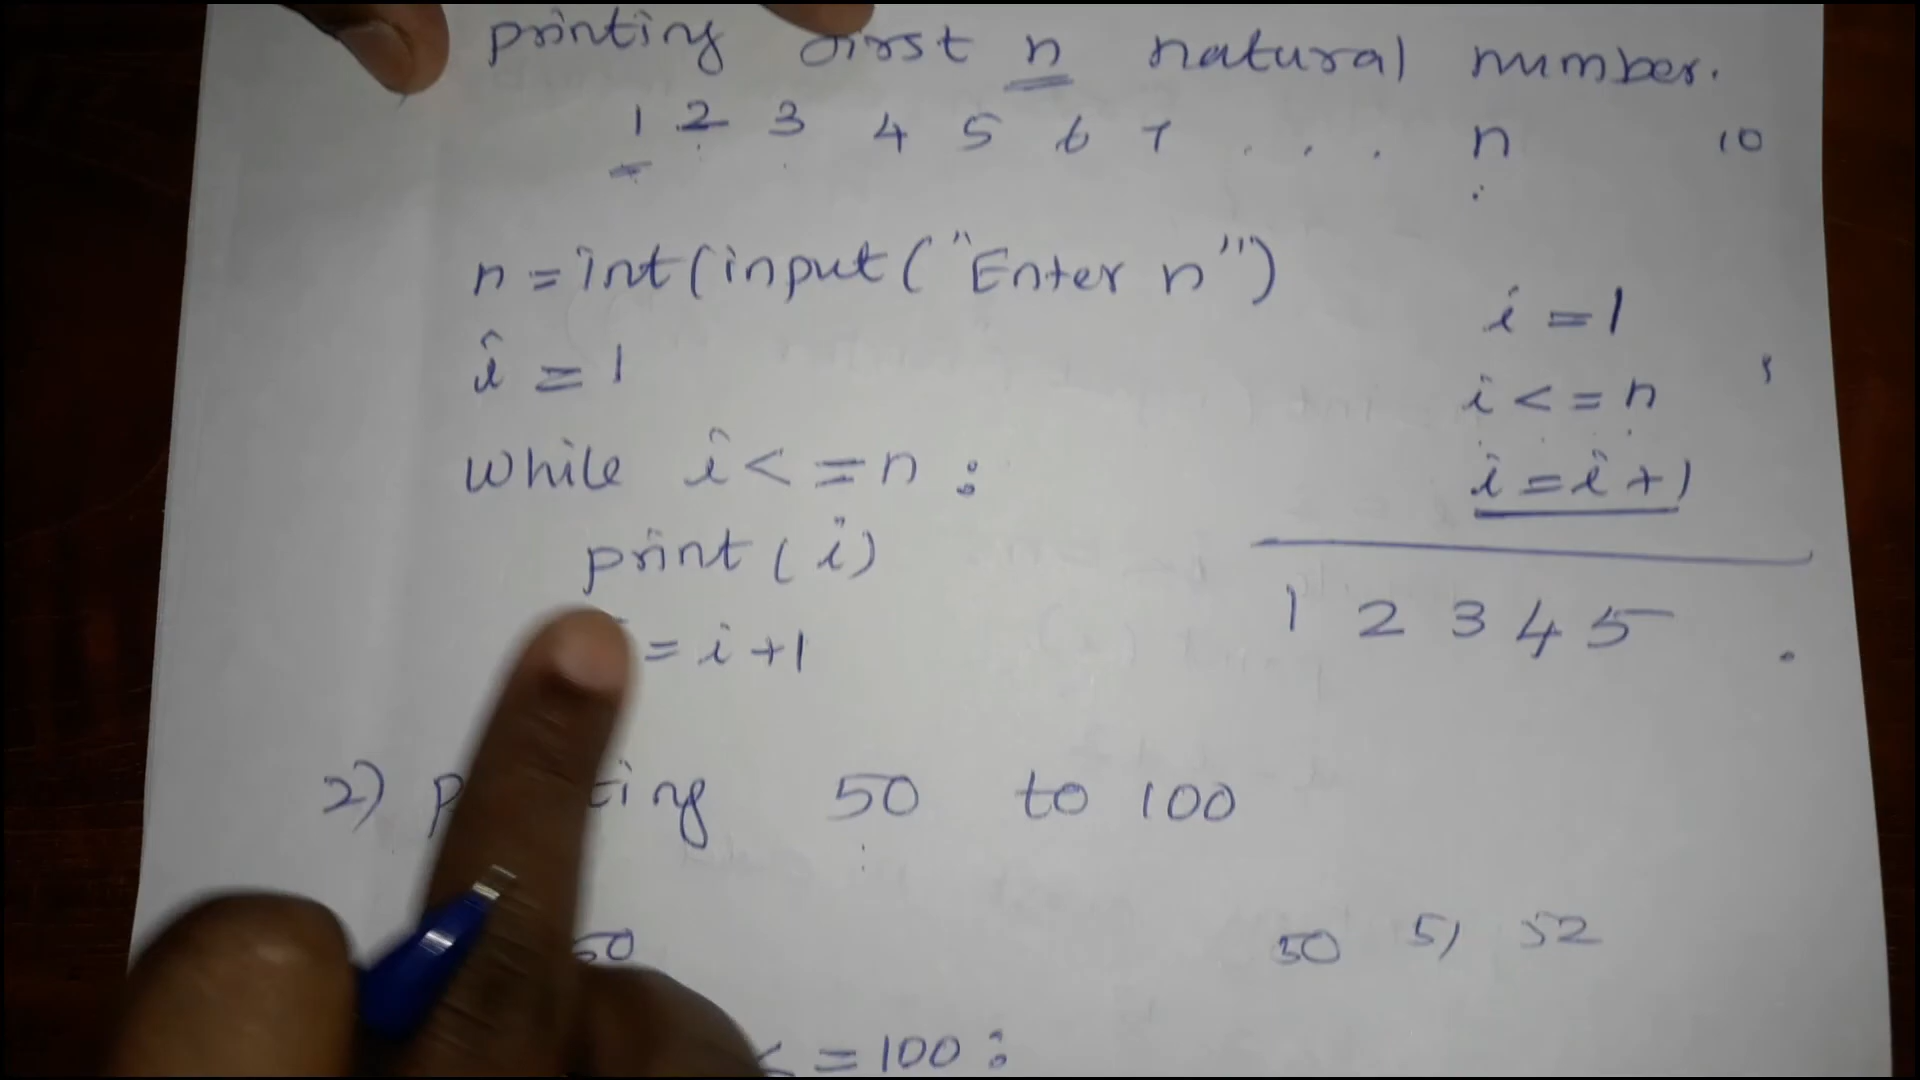 printing first n natural number.
1 2 3 4 5 6 7 . . . n 10
n = int(input("Enter n")
i = 1
i = 1
i <= n
while i <= n :
i = i + 1
print (i)
1 2 3 4 5
= i + 1
2) 50 to 100
50
50 51 52
= 100 :